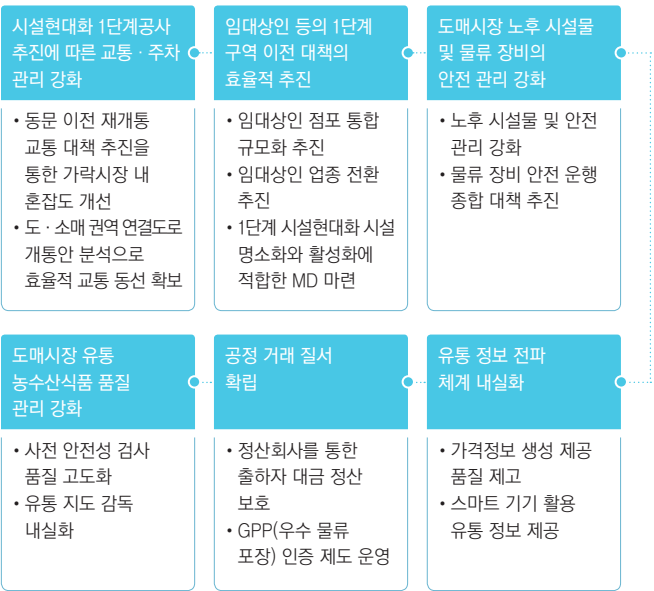 시설현대화 1단계공사
추진에 따른 교통 · 주차
관리 강화
• 동문 이전 재개통
교통 대책 추진을
통한 가락시장 내
혼잡도 개선
• 도 · 소매 권역 연결도로
개통안 분석으로
효율적 교통 동선 확보
임대상인 등의 1단계
구역 이전 대책의
효율적 추진
• 임대상인 점포 통합
규모화 추진
• 임대상인 업종 전환
추진
• 1단계 시설현대화 시설
명소화와 활성화에
적합한 MD 마련
도매시장 노후 시설물
및 물류 장비의
안전 관리 강화
• 노후 시설물 및 안전
관리 강화
• 물류 장비 안전 운행
종합 대책 추진
도매시장 유통
농수산식품 품질
관리 강화
• 사전 안전성 검사
품질 고도화
• 유통 지도 감독
내실화
공정 거래 질서
확립
• 정산회사를 통한
출하자 대금 정산
보호
• GPP(우수 물류
포장) 인증 제도 운영
유통 정보 전파
체계 내실화
• 가격정보 생성 제공
품질 제고
• 스마트 기기 활용
유통 정보 제공